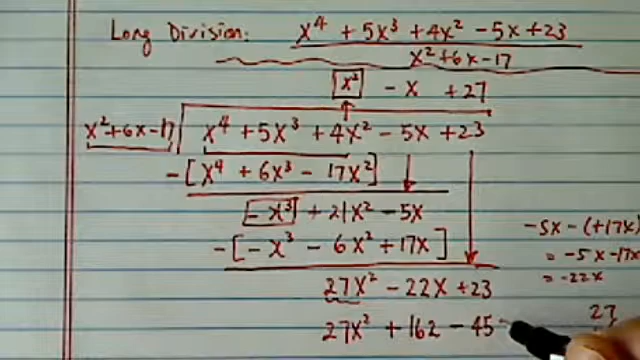 Long Division: x⁴ + 5x³ + 4x² - 5x + 23
x² + 6x - 17
x² - x + 27
x² + 6x - 17 x⁴ + 5x³ + 4x² - 5x + 23
- [x⁴ + 6x³ - 17x²]
- x³ + 21x² - 5x
- [- x³ - 6x² + 17x]
27x² - 22x + 23
27x² + 162 - 45
-5x - (+17x)
= -5x - 17x
= -22x
27